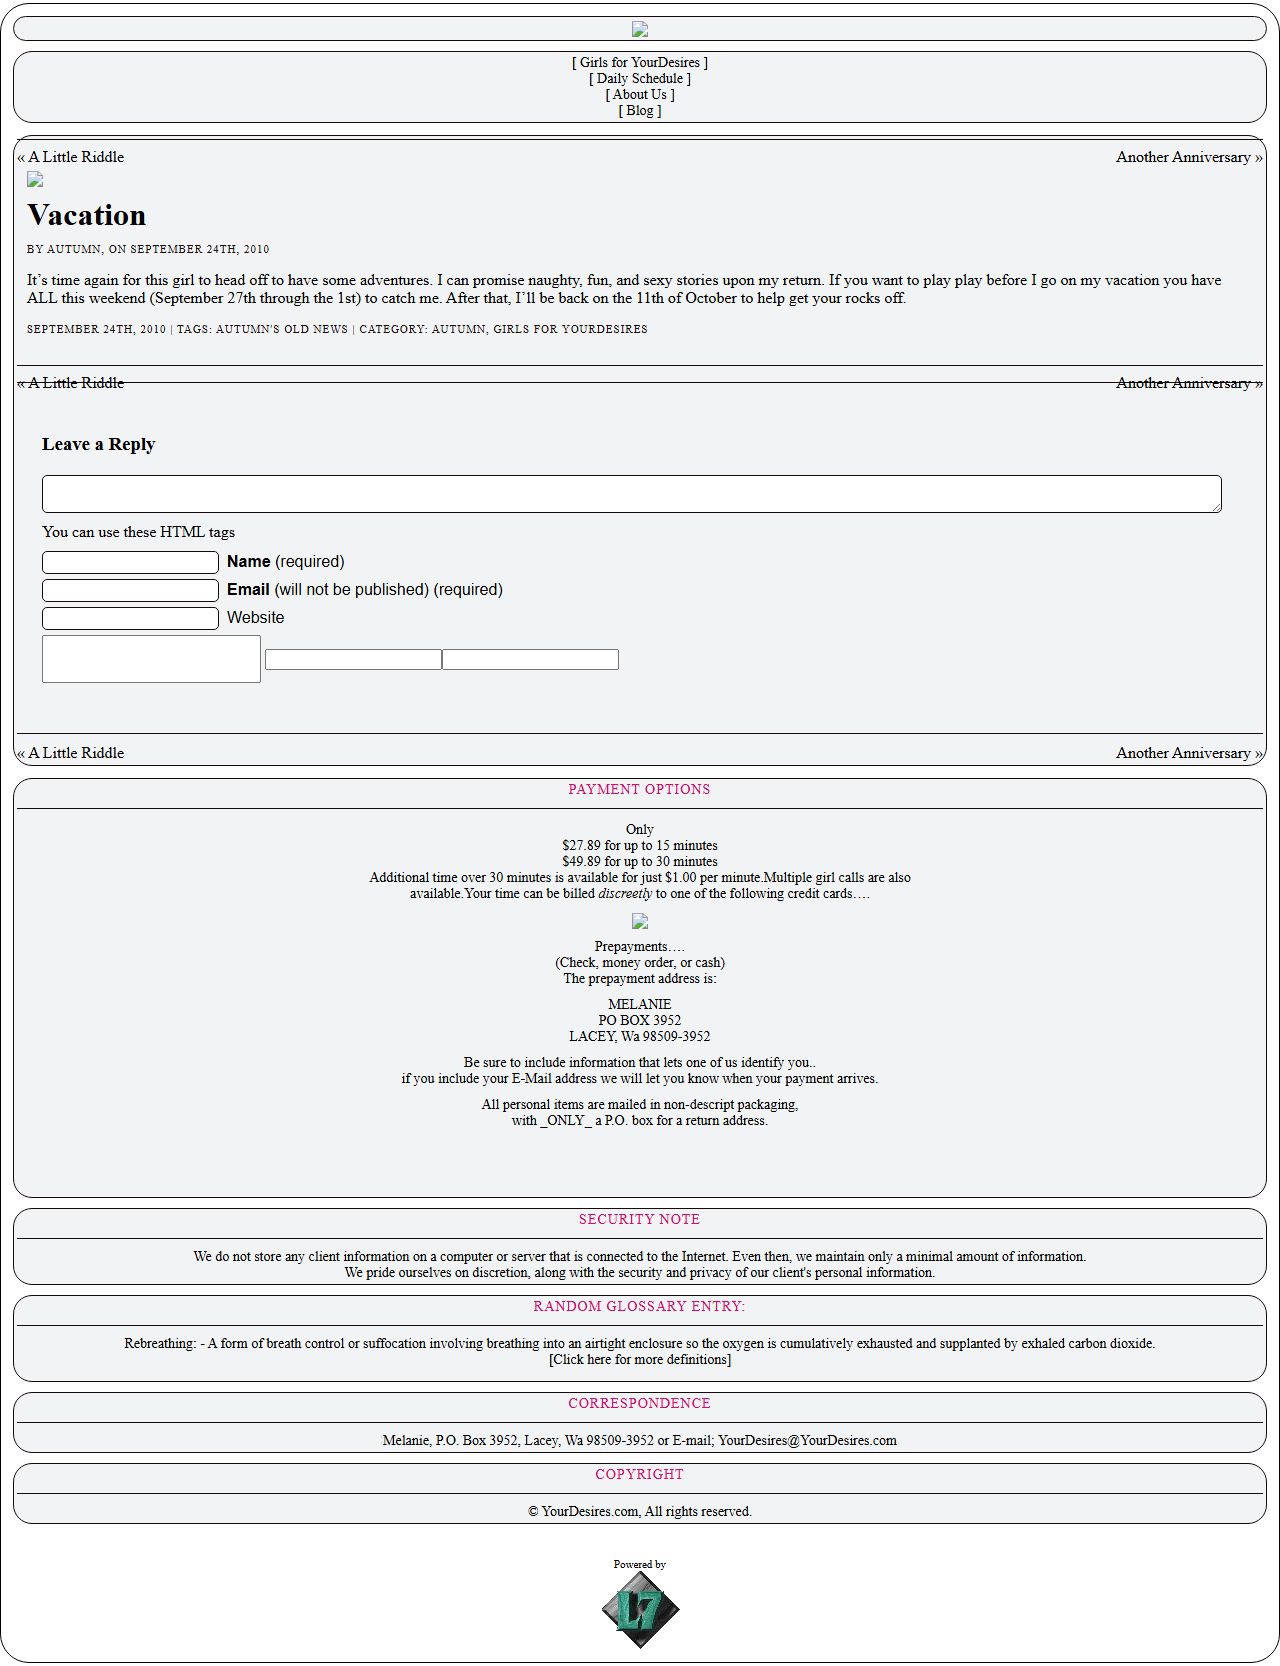 [ Girls for YourDesires ]
[ Daily Schedule ]
[ About Us ]
[ Blog ]
« A Little Riddle
Another Anniversary »
Vacation
BY AUTUMN, ON SEPTEMBER 24TH, 2010
It’s time again for this girl to head off to have some adventures. I can promise naughty, fun, and sexy stories upon my return. If you want to play play before I go on my vacation you have
ALL this weekend (September 27th through the 1st) to catch me. After that, I’ll be back on the 11th of October to help get your rocks off.
SEPTEMBER 24TH, 2010 | TAGS: AUTUMN'S OLD NEWS | CATEGORY: AUTUMN, GIRLS FOR YOURDESIRES
« A Little Riddle
Another Anniversary »
Leave a Reply
You can use these HTML tags
Name (required)
Email (will not be published) (required)
Website
« A Little Riddle
Another Anniversary »
PAYMENT OPTIONS
Only
$27.89 for up to 15 minutes
$49.89 for up to 30 minutes
Additional time over 30 minutes is available for just $1.00 per minute.Multiple girl calls are also
available.Your time can be billed discreetly to one of the following credit cards….
Prepayments….
(Check, money order, or cash)
The prepayment address is:
MELANIE
PO BOX 3952
LACEY, Wa 98509-3952
Be sure to include information that lets one of us identify you..
if you include your E-Mail address we will let you know when your payment arrives.
All personal items are mailed in non-descript packaging,
with _ONLY_ a P.O. box for a return address.
SECURITY NOTE
We do not store any client information on a computer or server that is connected to the Internet. Even then, we maintain only a minimal amount of information.
We pride ourselves on discretion, along with the security and privacy of our client's personal information.
RANDOM GLOSSARY ENTRY:
Rebreathing: - A form of breath control or suffocation involving breathing into an airtight enclosure so the oxygen is cumulatively exhausted and supplanted by exhaled carbon dioxide.
[Click here for more definitions]
CORRESPONDENCE
Melanie, P.O. Box 3952, Lacey, Wa 98509-3952 or E-mail; YourDesires@YourDesires.com
COPYRIGHT
© YourDesires.com, All rights reserved.
Powered by
L7